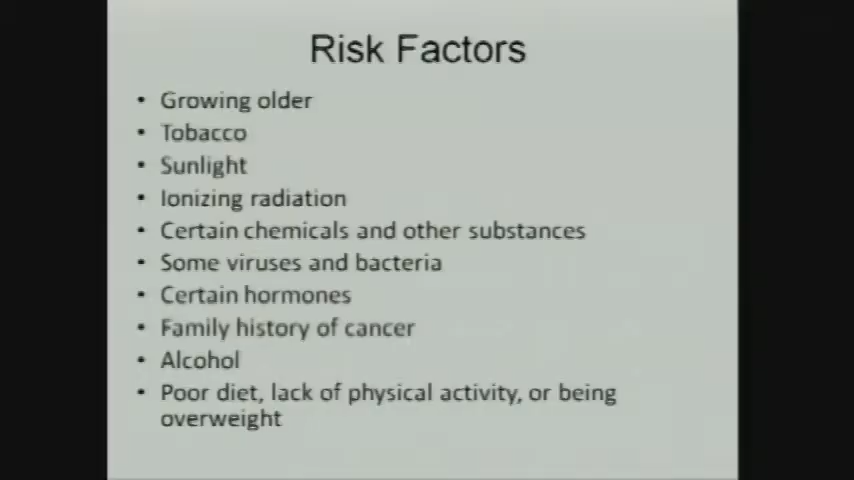 Risk Factors
• Growing older
• Tobacco
• Sunlight
• Ionizing radiation
• Certain chemicals and other substances
• Some viruses and bacteria
• Certain hormones
• Family history of cancer
• Alcohol
• Poor diet, lack of physical activity, or being
overweight